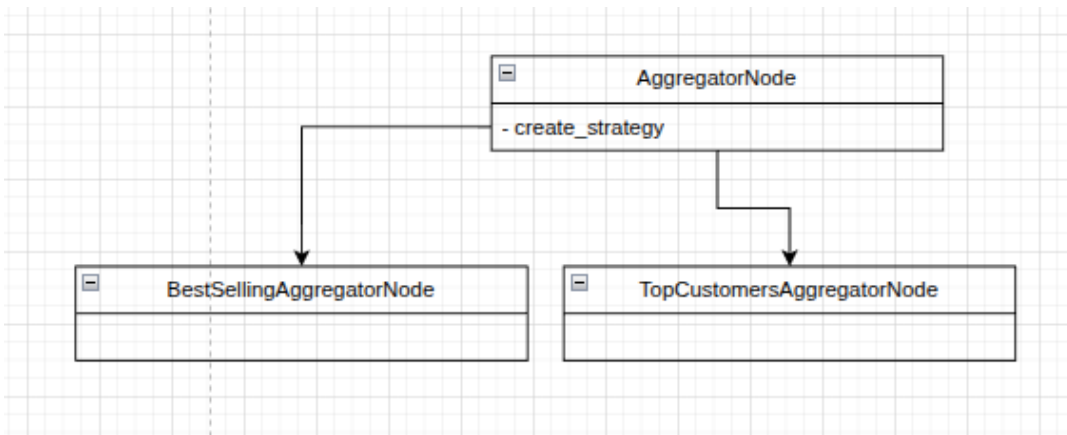 AggregatorNode
- create_strategy
BestSellingAggregatorNode
TopCustomersAggregatorNode